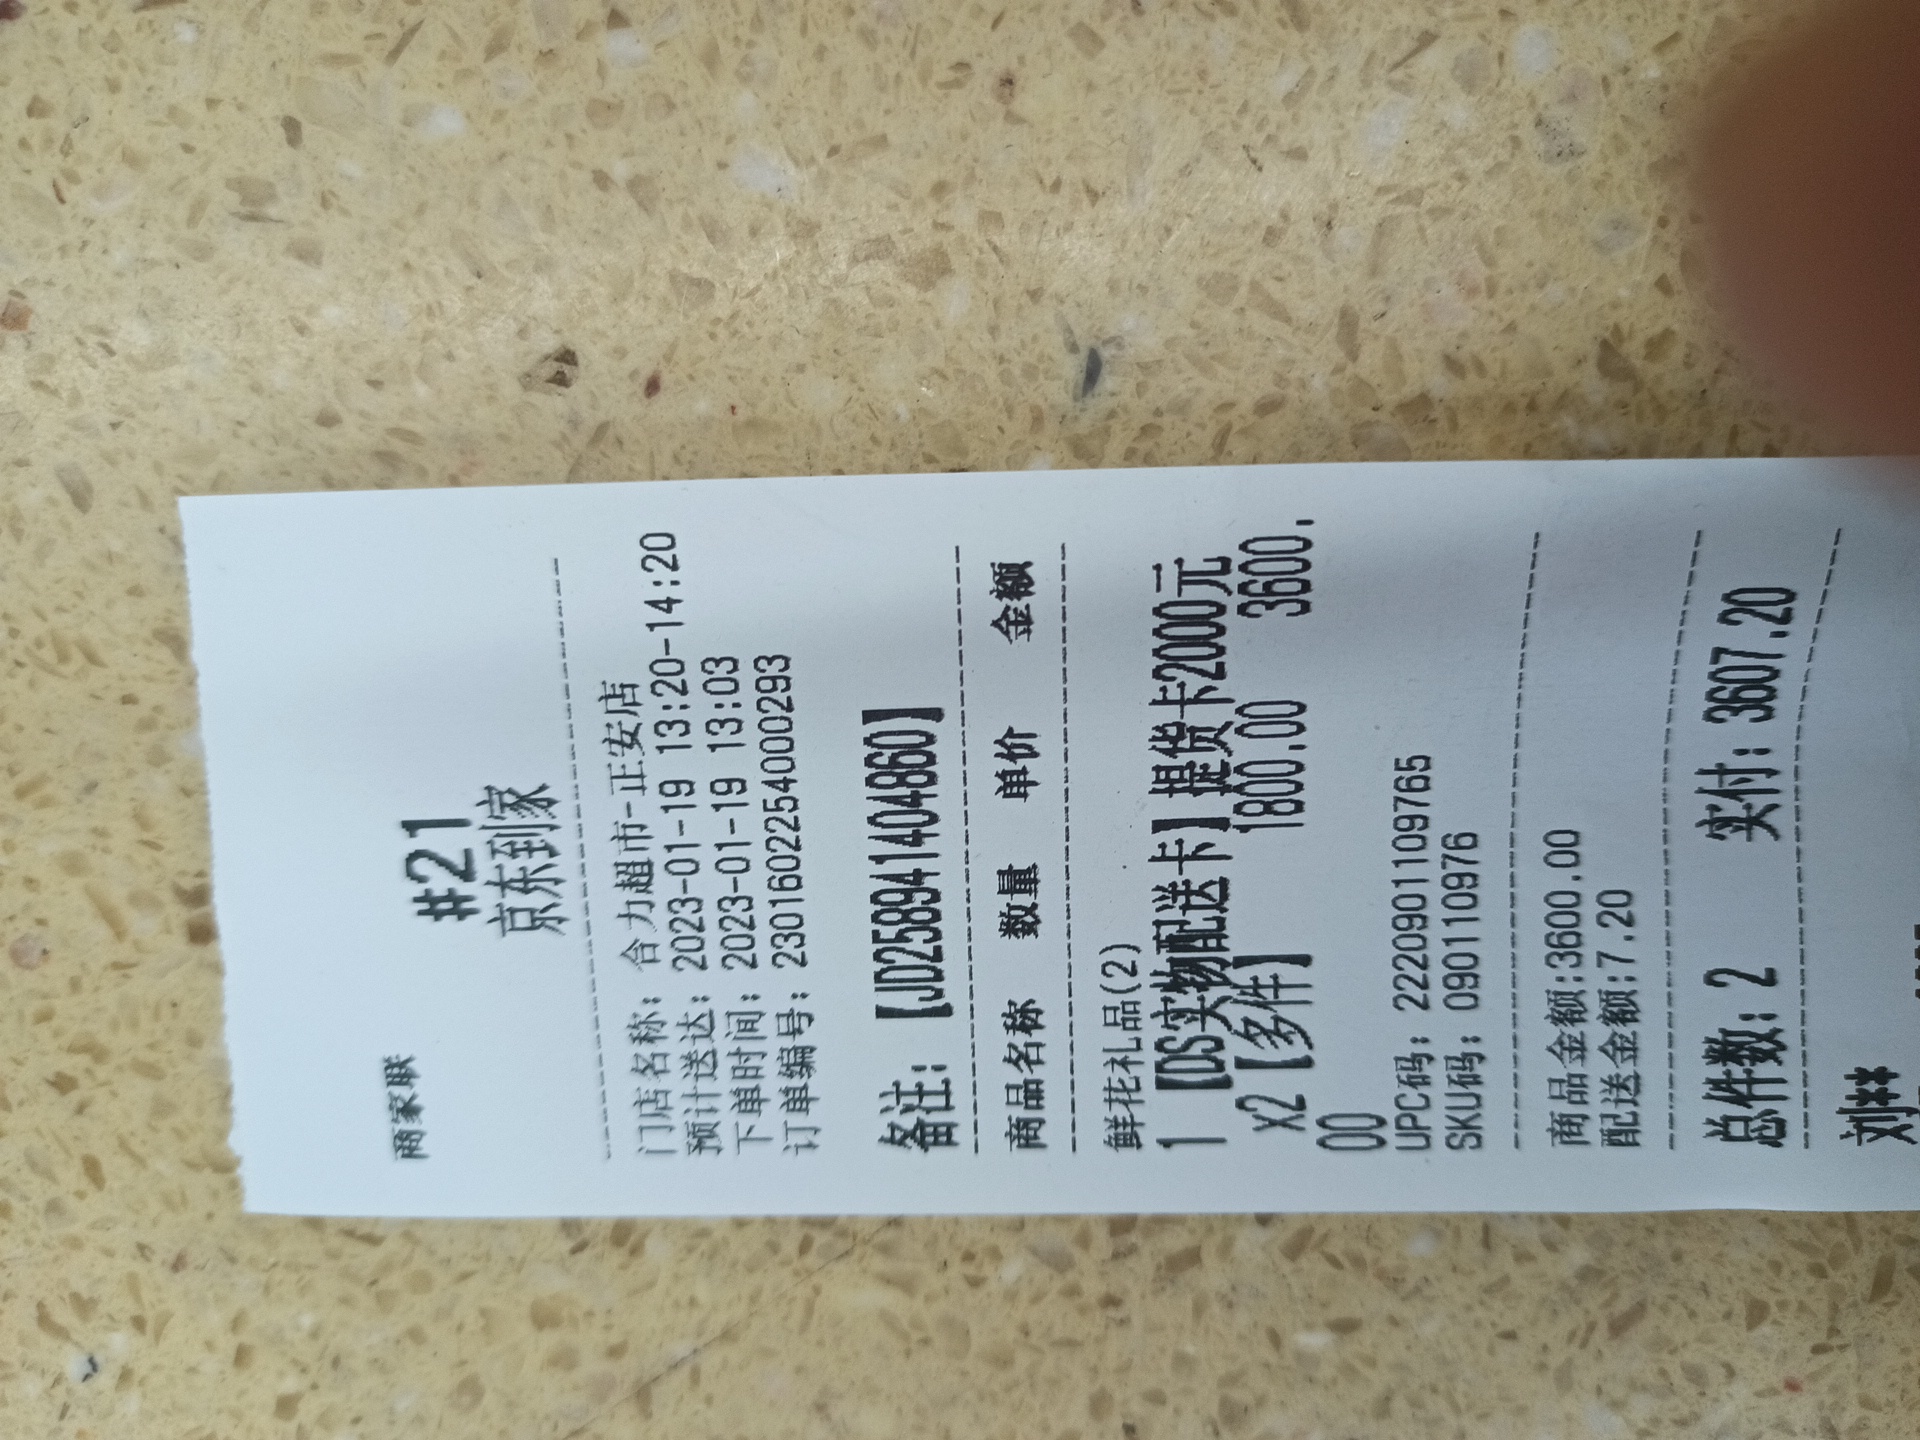 商家联
#21
京东到家
门店名称：合力超市-正安店
预计送达：2023-01-19 13:20-14:20
下单时间：2023-01-19 13:03
订单编号：2301602254000293
备注：【JD258941404860】
商品名称 数量 单价 金额
鲜花礼品(2)
1 【DS实物配送卡】提货卡2000元
x2【多件】 1800.00 3600.
00
UPC码：2220901109765
SKU码：0901109976
商品金额:3600.00
配送金额:7.20
总件数：2 实付：3607.20
刘**